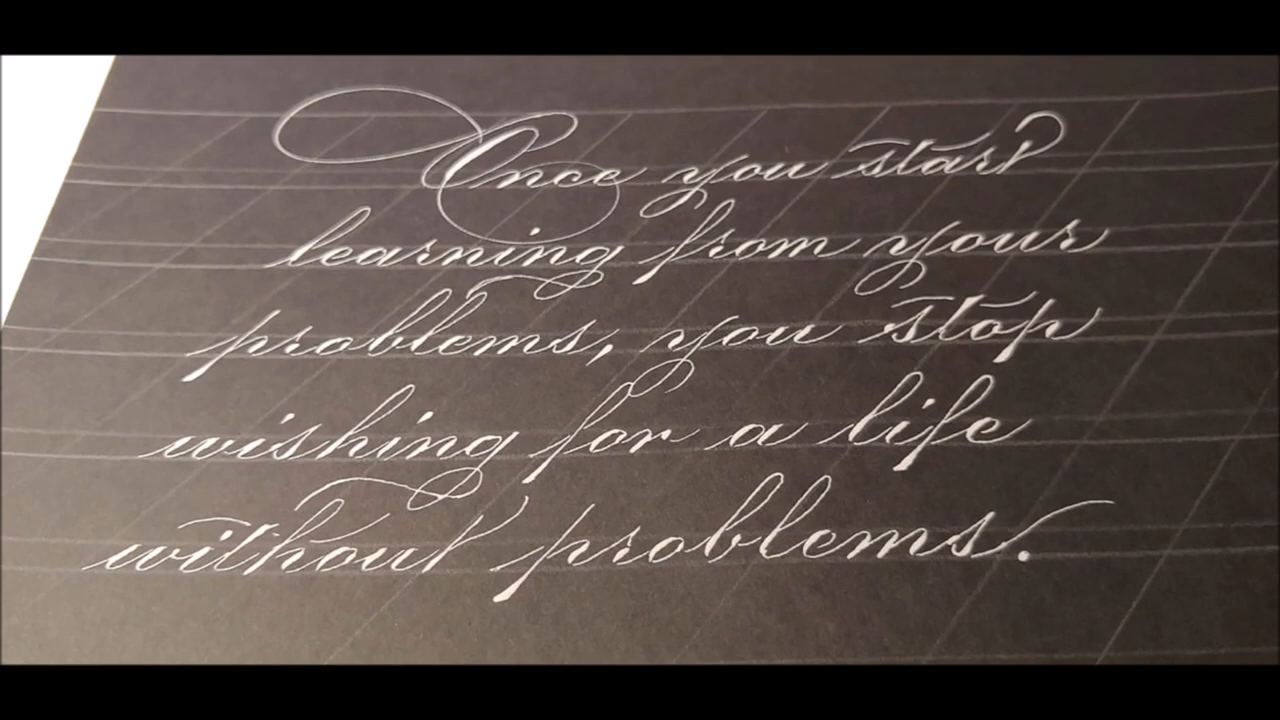 Once you start
learning from your
problems, you stop
wishing for a life
without problems.